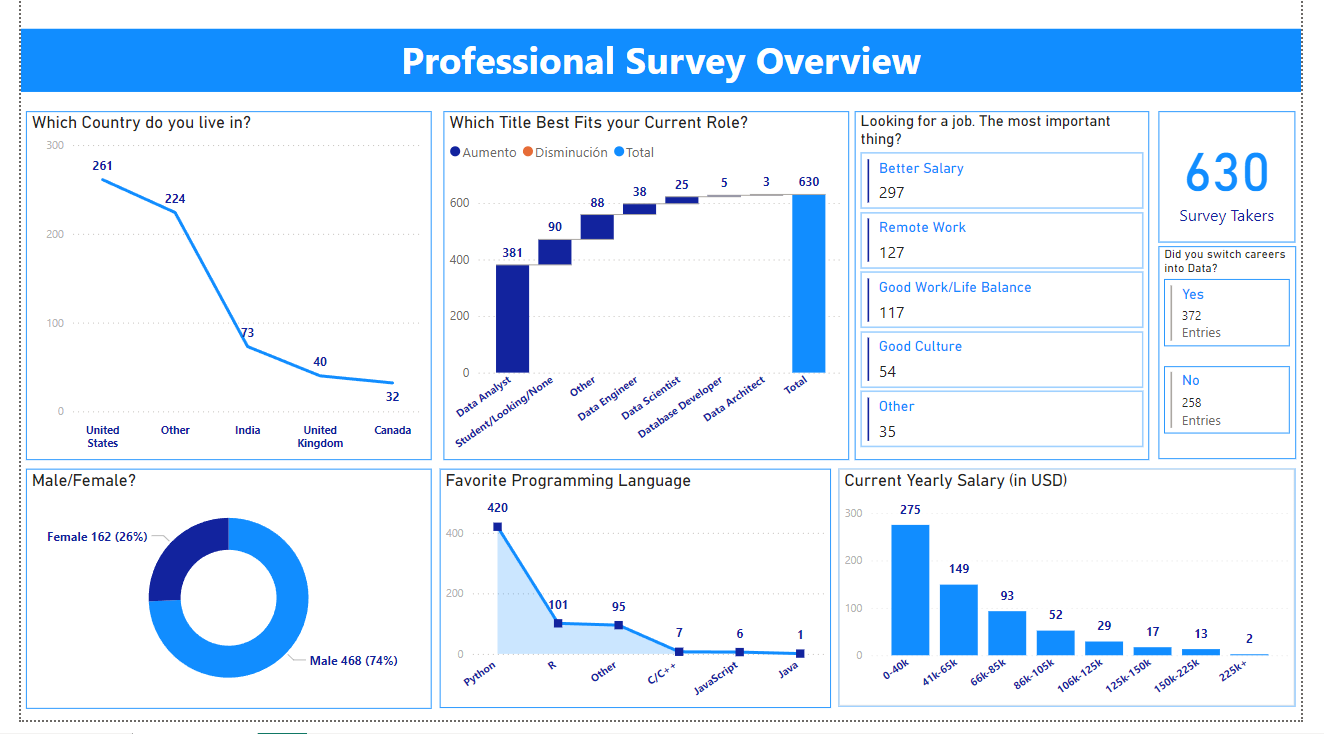 Professional Survey Overview
Which Country do you live in?
300
200
100
0
261
224
73
40
32
United States
Other
India
United Kingdom
Canada
Which Title Best Fits your Current Role?
Aumento Disminución Total
600
400
200
0
381
90
88
38
25
5
3
630
Data Analyst
Student/Looking/None
Other
Data Engineer
Data Scientist
Database Developer
Data Architect
Total
Looking for a job. The most important
thing?
Better Salary
297
Remote Work
127
Good Work/Life Balance
117
Good Culture
54
Other
35
630
Survey Takers
Did you switch careers
into Data?
Yes
372
Entries
No
258
Entries
Male/Female?
Female 162 (26%)
Male 468 (74%)
Favorite Programming Language
400
200
0
420
101
95
7
6
1
Python
R
Other
C/C++
JavaScript
Java
Current Yearly Salary (in USD)
300
200
100
0
275
149
93
52
29
17
13
2
0-40k
41k-65k
66k-85k
86k-105k
106k-125k
125k-150k
150k-225k
225k+